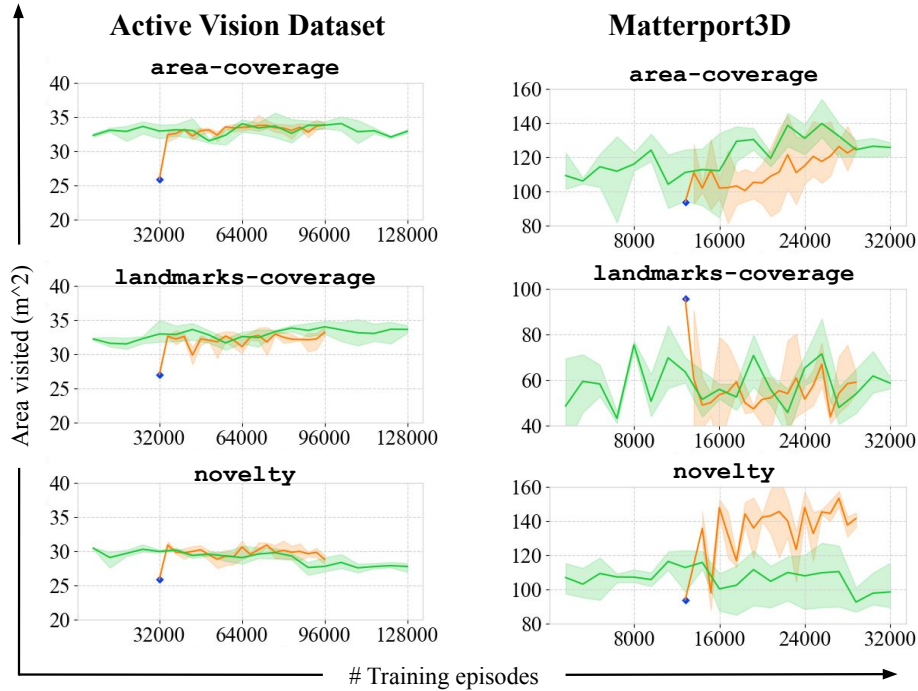 Active Vision Dataset
Matterport3D
area-coverage
40
35
30
25
20
32000 64000 96000 128000
area-coverage
160
140
120
100
80
8000 16000 24000 32000
landmarks-coverage
40
35
30
25
20
32000 64000 96000 128000
landmarks-coverage
100
80
60
40
8000 16000 24000 32000
novelty
40
35
30
25
20
32000 64000 96000 128000
novelty
160
140
120
100
80
8000 16000 24000 32000
Area visited (m^2)
# Training episodes